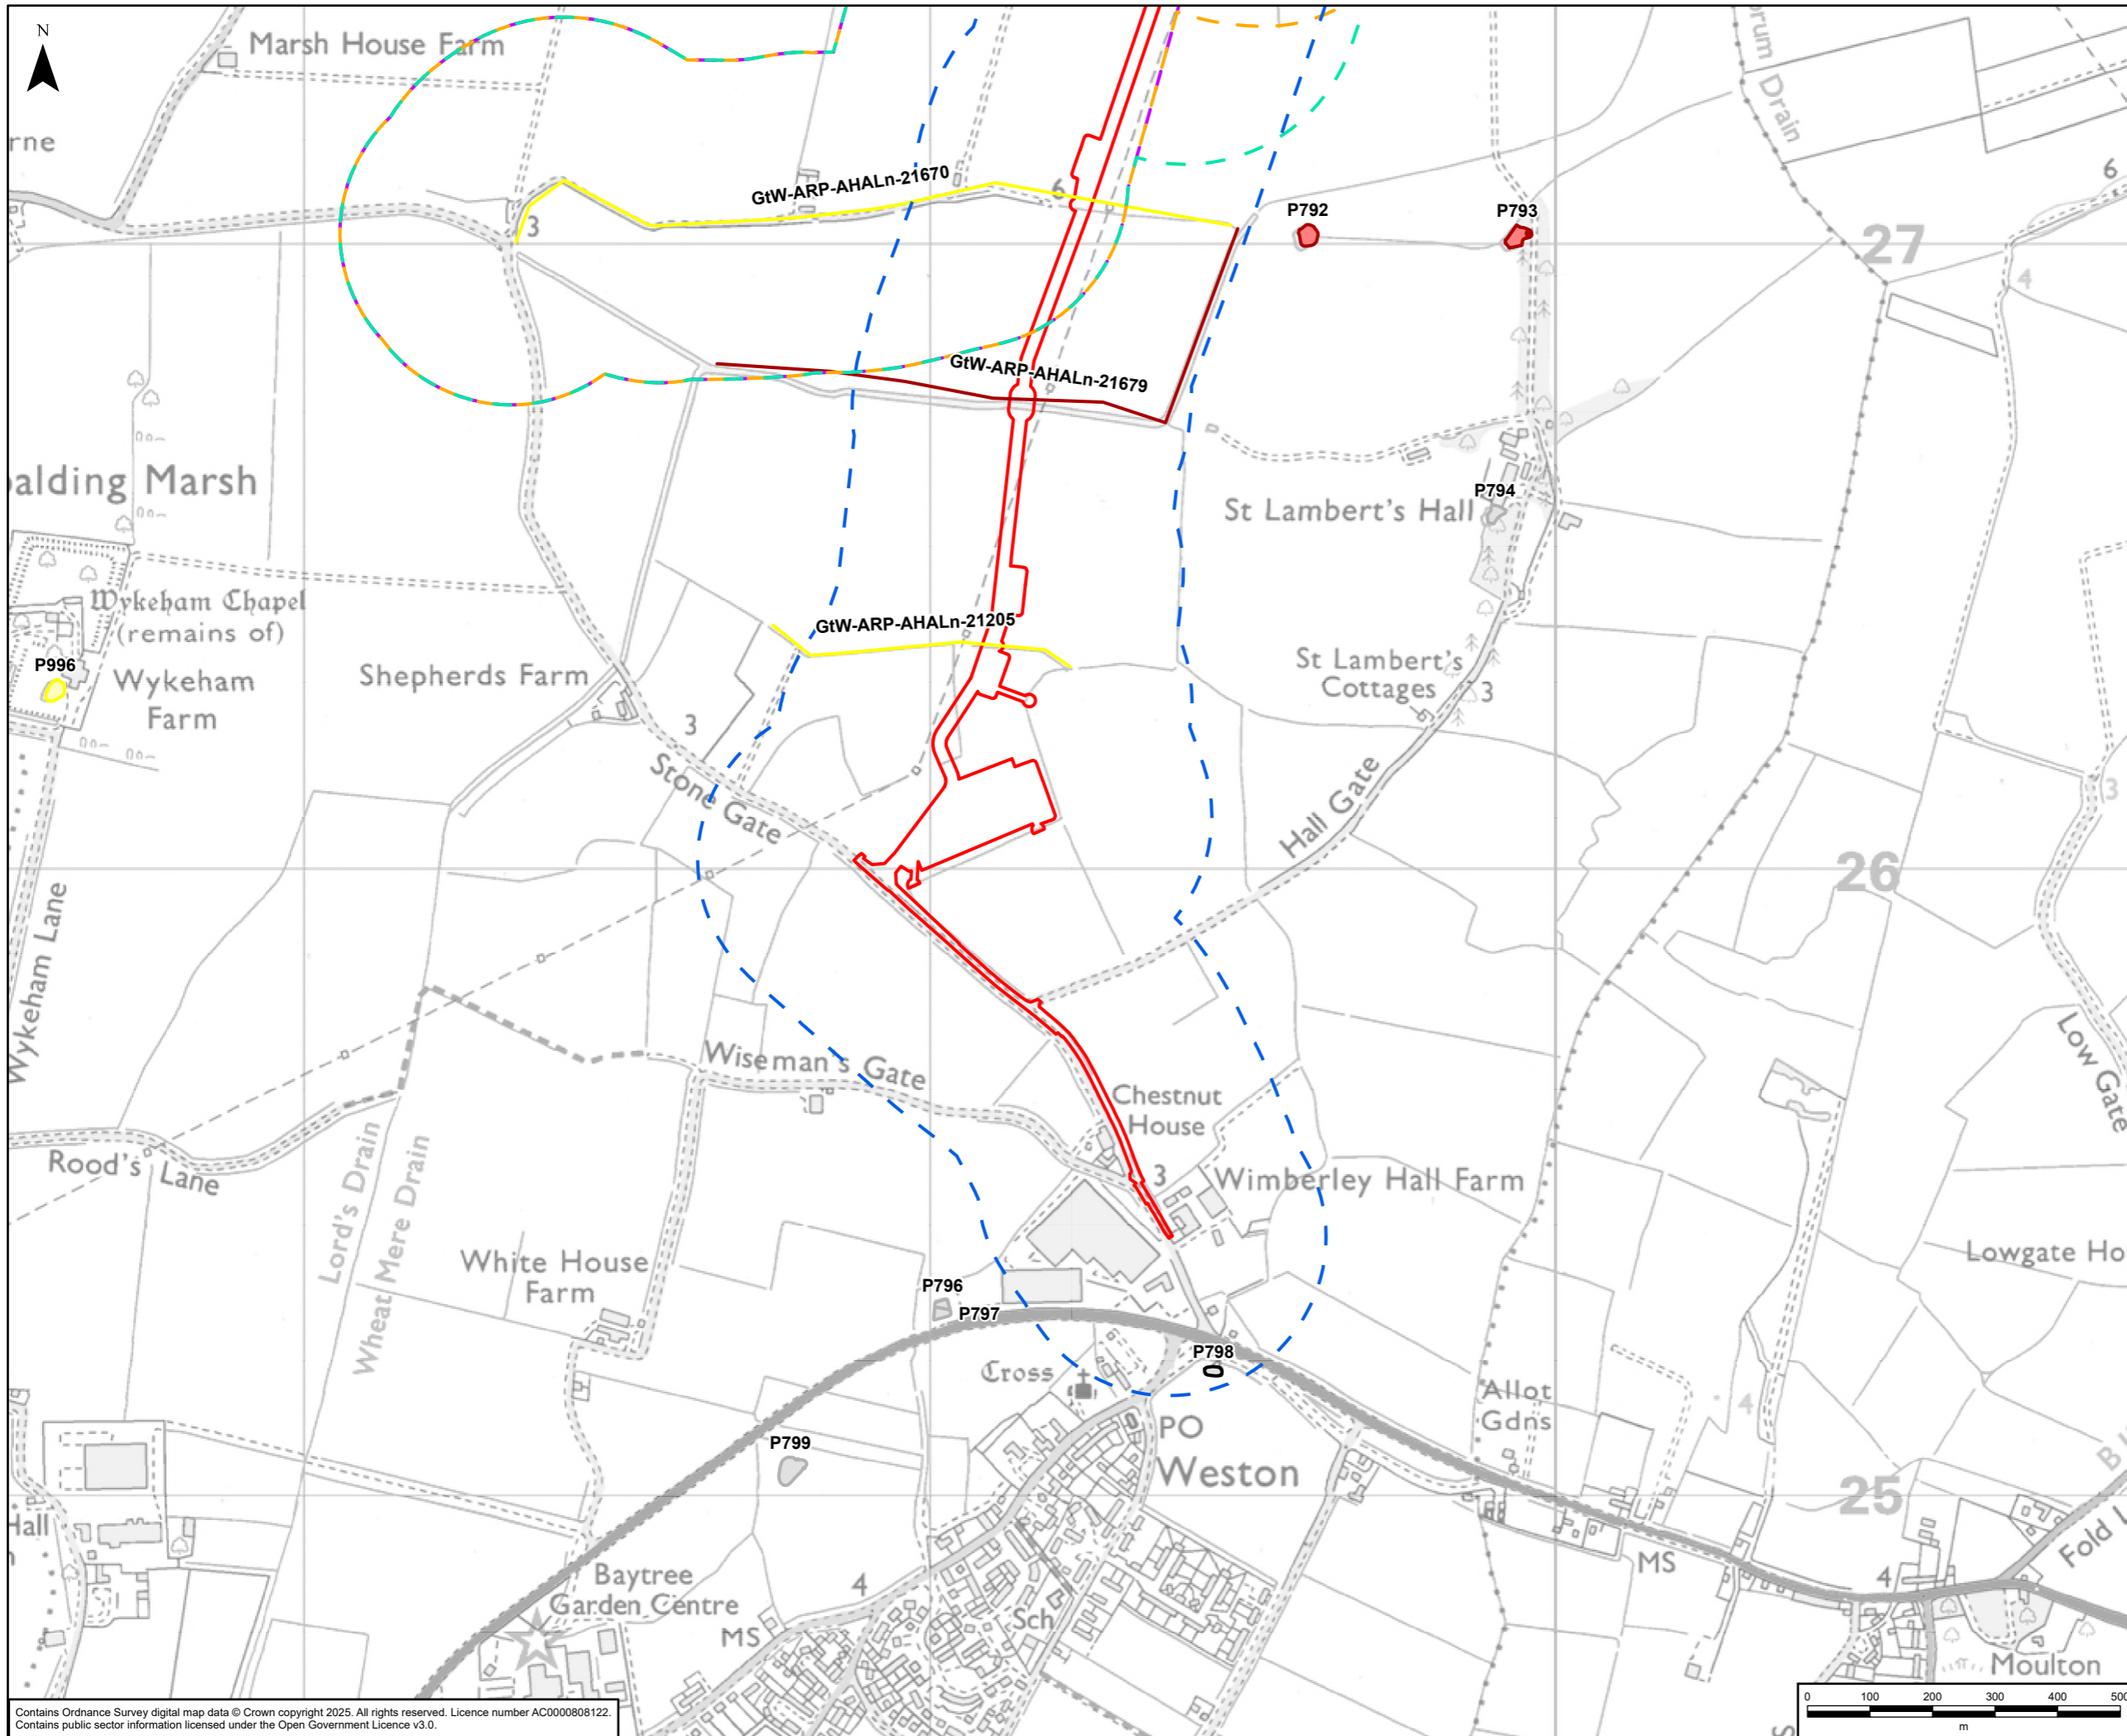 N
Marsh House Farm
Drain
rne
GtW-ARP-AHALn-21670
6
6
P792
P793
3
27
4
GtW-ARP-AHALn-21679
alding Marsh
P794
St Lambert's Hall
Wykeham Chapel
(remains of)
GtW-ARP-AHALn-21205
P996
Wykeham
Farm
Shepherds Farm
St Lambert's
Cottages
3
3
Stone Gate
3
Hall Gate
26
Wykeham Lane
Low Gate
Wiseman's Gate
Chestnut
House
Rood's Lane
3
Wimberley Hall Farm
Lord's Drain
Wheat Mere Drain
White House
Farm
Lowgate Ho
P796
P797
P798
Cross
Allot
Gdns
4
PO
P799
Weston
25
Hall
Fold L
MS
4
Baytree
Garden Centre
4
Sch
MS
Moulton
Contains Ordnance Survey digital map data © Crown copyright 2025. All rights reserved. Licence number AC0000808122.
Contains public sector information licensed under the Open Government Licence v3.0.
0 100 200 300 400 500
m